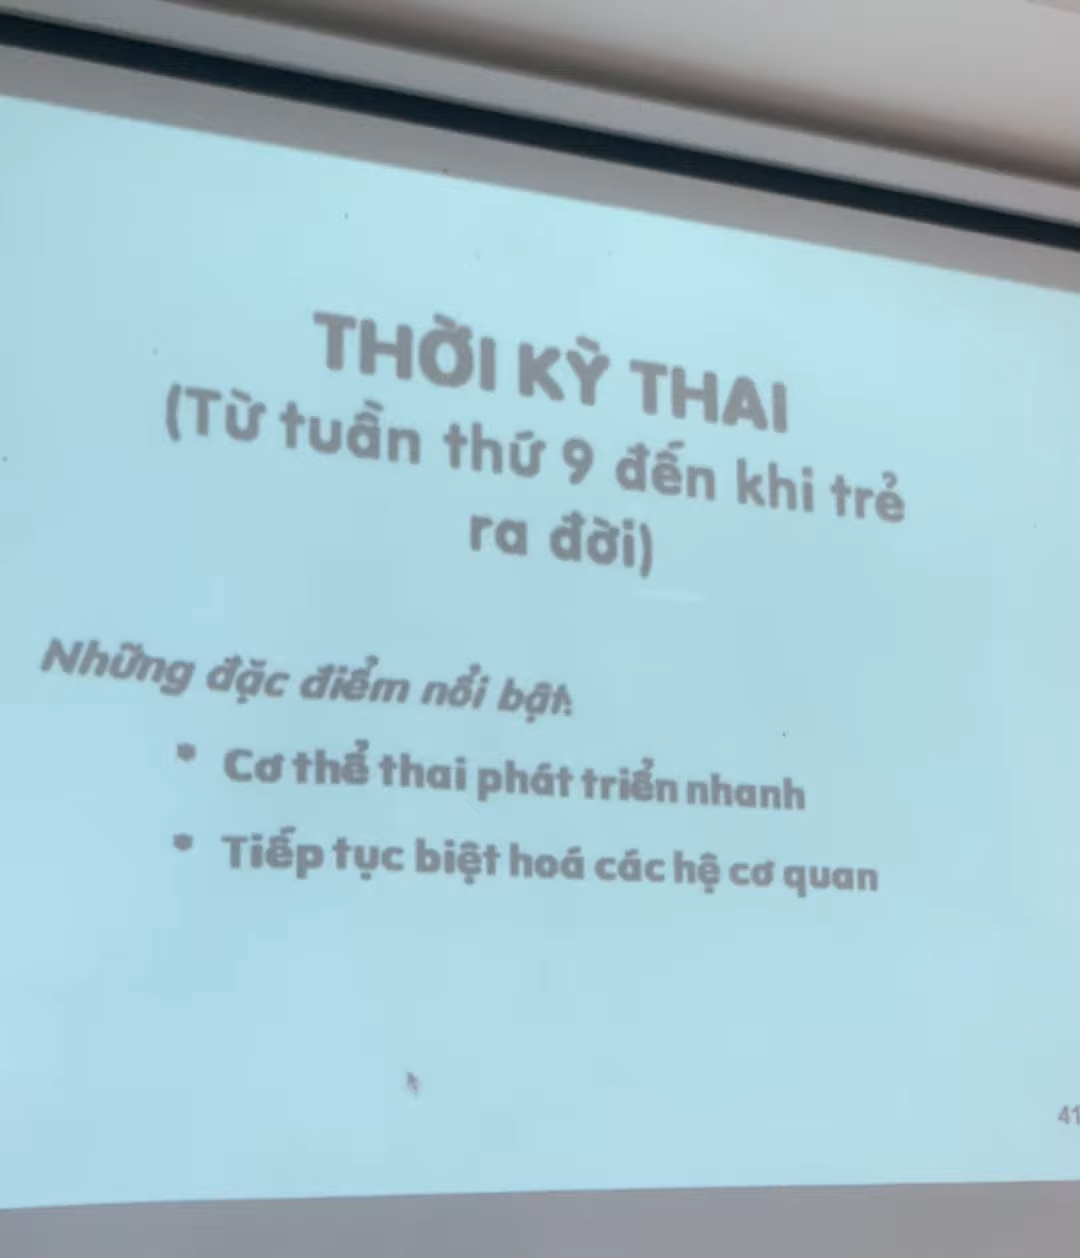 THỜI KỲ THAI
(Từ tuần thứ 9 đến khi trẻ
ra đời)
Những đặc điểm nổi bật:
• Cơ thể thai phát triển nhanh
• Tiếp tục biệt hoá các hệ cơ quan
41